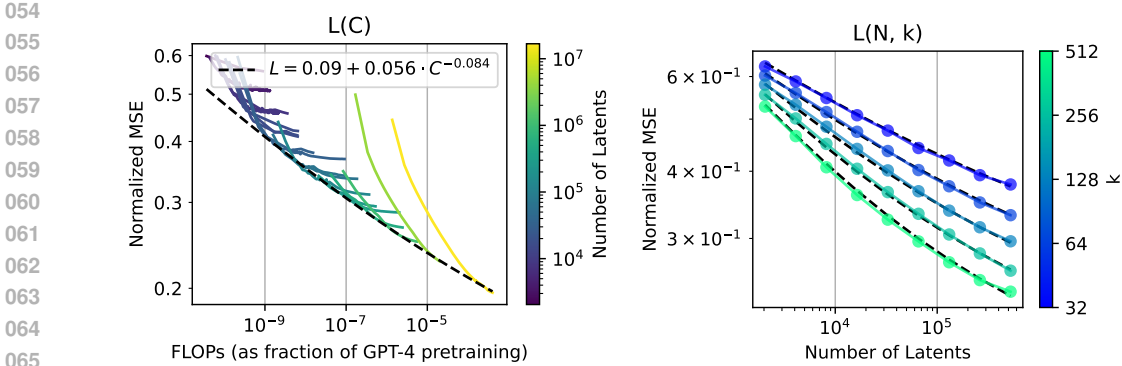 054
055
056
057
058
059
060
061
062
063
064
065
L(C)
Normalized MSE
0.6
0.5
0.4
0.3
0.2
L = 0.09 + 0.056 · C^−0.084
10^−9
10^−7
10^−5
FLOPs (as fraction of GPT-4 pretraining)
10^7
10^6
10^5
10^4
Number of Latents
L(N, k)
Normalized MSE
6 × 10^−1
4 × 10^−1
3 × 10^−1
10^4
10^5
Number of Latents
512
256
128
64
32
k